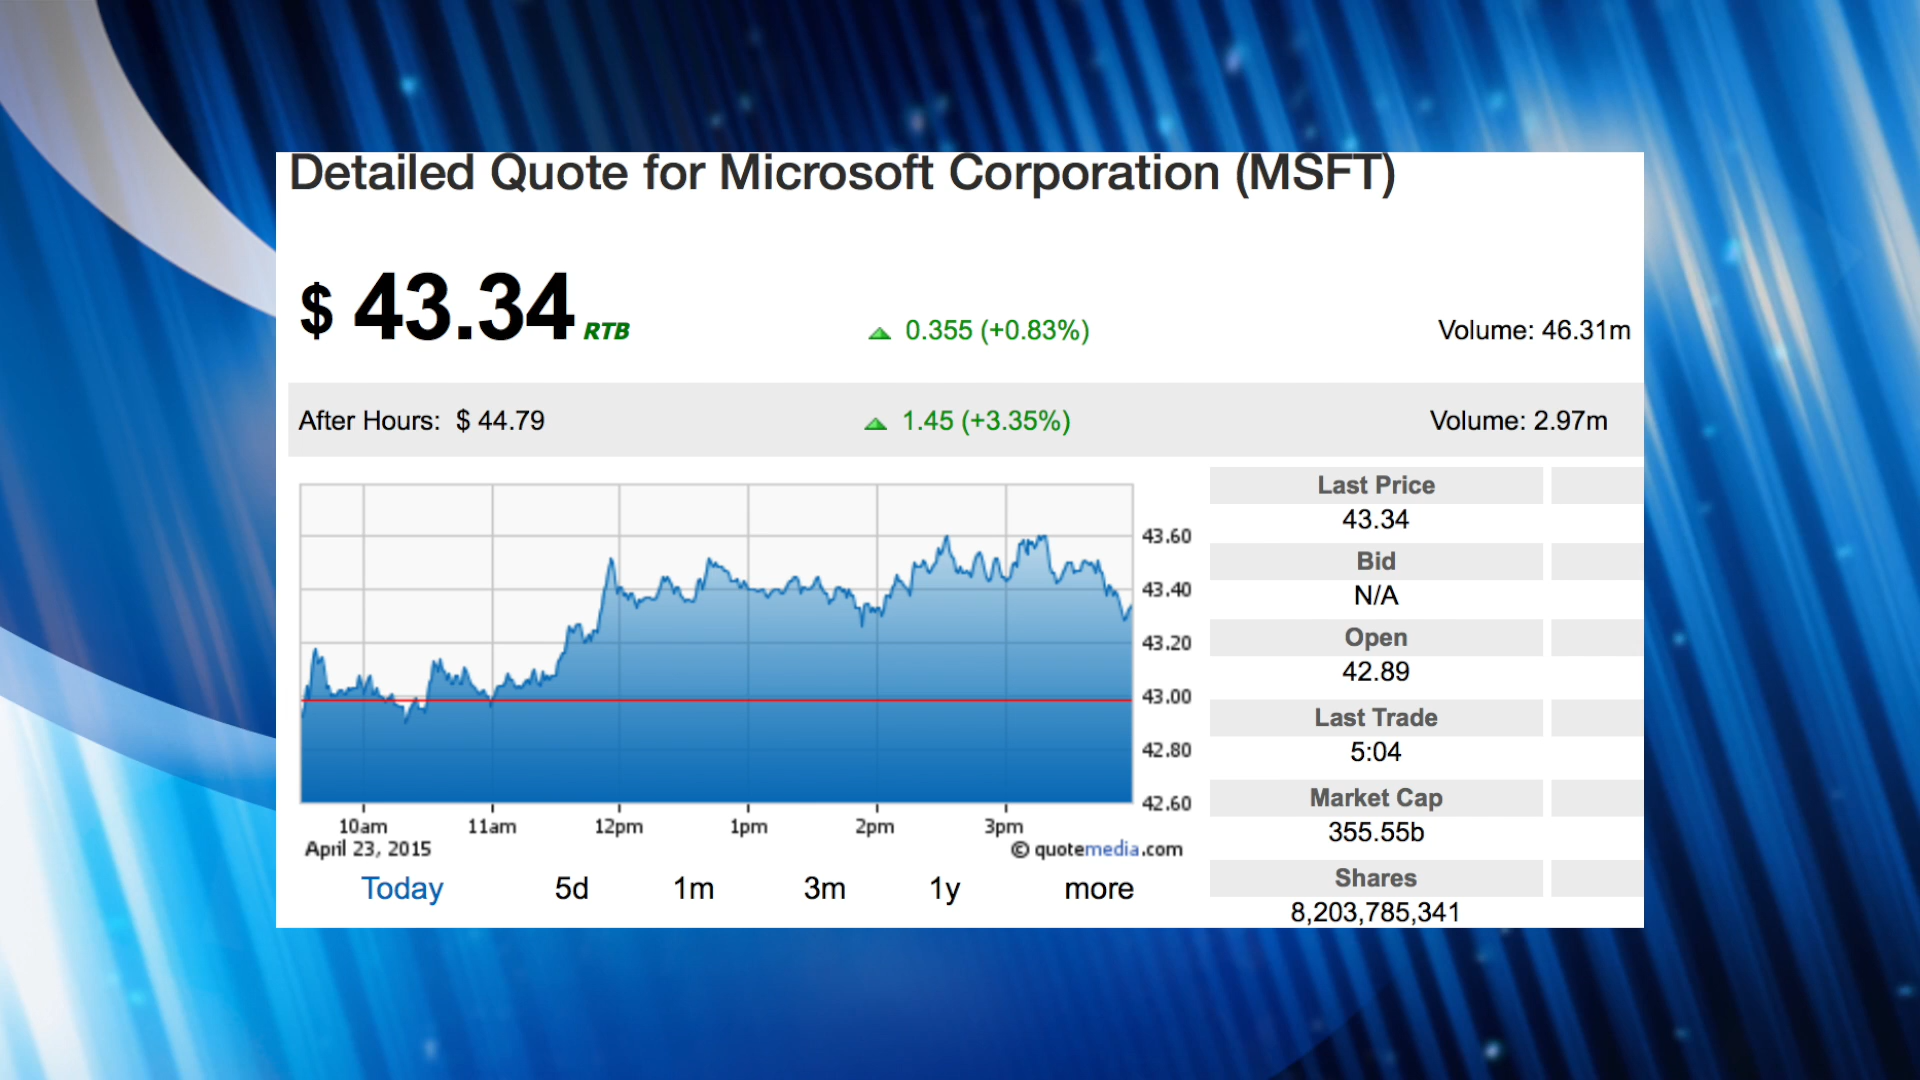 Detailed Quote for Microsoft Corporation (MSFT)
$ 43.34 RTB 0.355 (+0.83%) Volume: 46.31m
After Hours: $ 44.79 1.45 (+3.35%) Volume: 2.97m
43.60
43.40
43.20
43.00
42.80
42.60
10am 11am 12pm 1pm 2pm 3pm
April 23, 2015 © quotemedia.com
Today 5d 1m 3m 1y more
Last Price
43.34
Bid
N/A
Open
42.89
Last Trade
5:04
Market Cap
355.55b
Shares
8,203,785,341